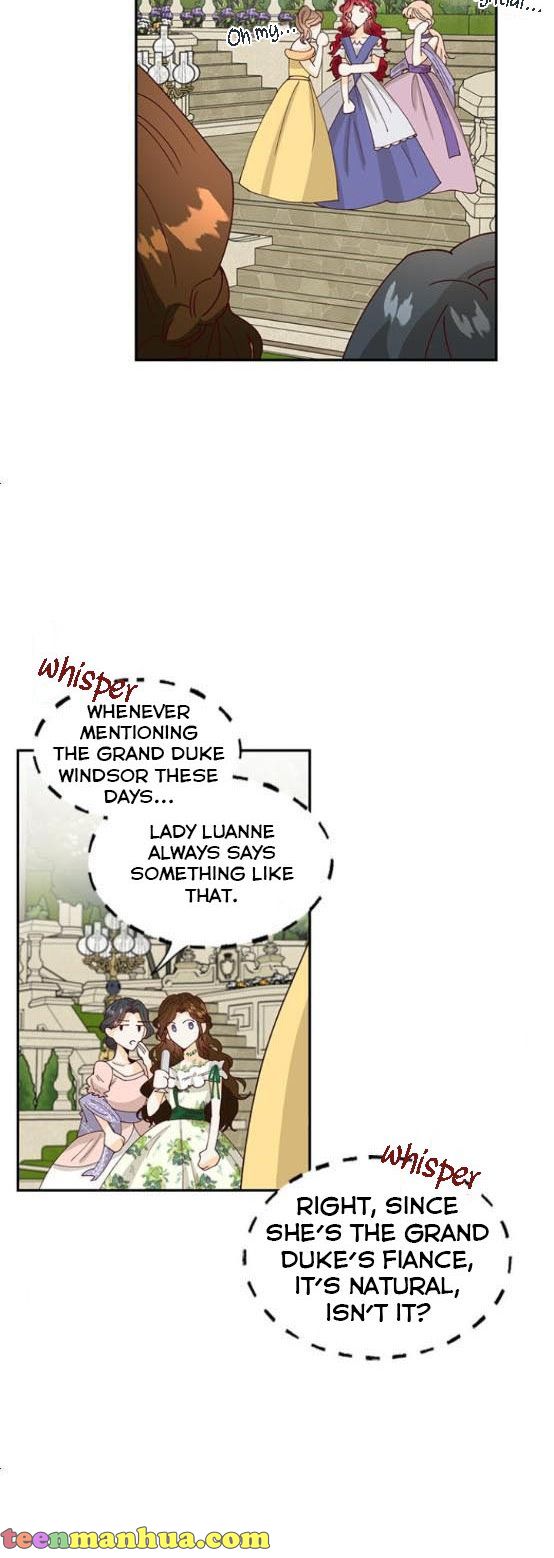 Oh my...
whisper
WHENEVER
MENTIONING
THE GRAND DUKE
WINDSOR THESE
DAYS...
LADY LUANNE
ALWAYS SAYS
SOMETHING LIKE
THAT.
whisper
RIGHT, SINCE
SHE'S THE GRAND
DUKE'S FIANCE,
IT'S NATURAL,
ISN'T IT?
teenmanhua.com